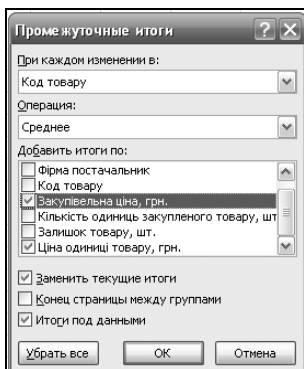 Промежуточные итоги
При каждом изменении в:
Код товару
Операция:
Среднее
Добавить итоги по:
Фірма постачальник
Код товару
Закупівельна ціна, грн.
Кількість одиниць закупленого товару, шт
Залишок товару, шт.
Ціна одиниці товару, грн.
Заменить текущие итоги
Конец страницы между группами
Итоги под данными
Убрать все ОК Отмена